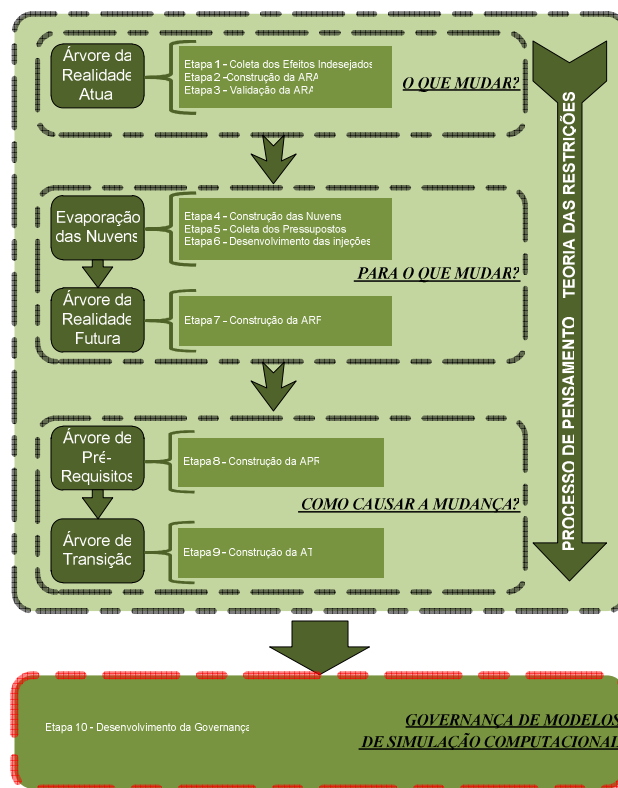 Árvore da
Realidade
Atua
Etapa 1 - Coleta dos Efeitos Indesejados
Etapa 2 -Construção da ARA
Etapa 3 - Validação da ARA
O QUE MUDAR?
Evaporação
das Nuvens
Etapa 4 - Construção das Nuvens
Etapa 5 - Coleta dos Pressupostos
Etapa 6 - Desenvolvimento das injeções
PARA O QUE MUDAR?
Árvore da
Realidade
Futura
Etapa 7 - Construção da ARF
Árvore de
Pré-
Requisitos
Etapa 8 - Construção da APR
COMO CAUSAR A MUDANÇA?
Árvore de
Transição
Etapa 9 - Construção da AT
PROCESSO DE PENSAMENTO TEORIA DAS RESTRIÇÕES
Etapa 10 - Desenvolvimento da Governança
GOVERNANÇA DE MODELOS
DE SIMULAÇÃO COMPUTACIONAL